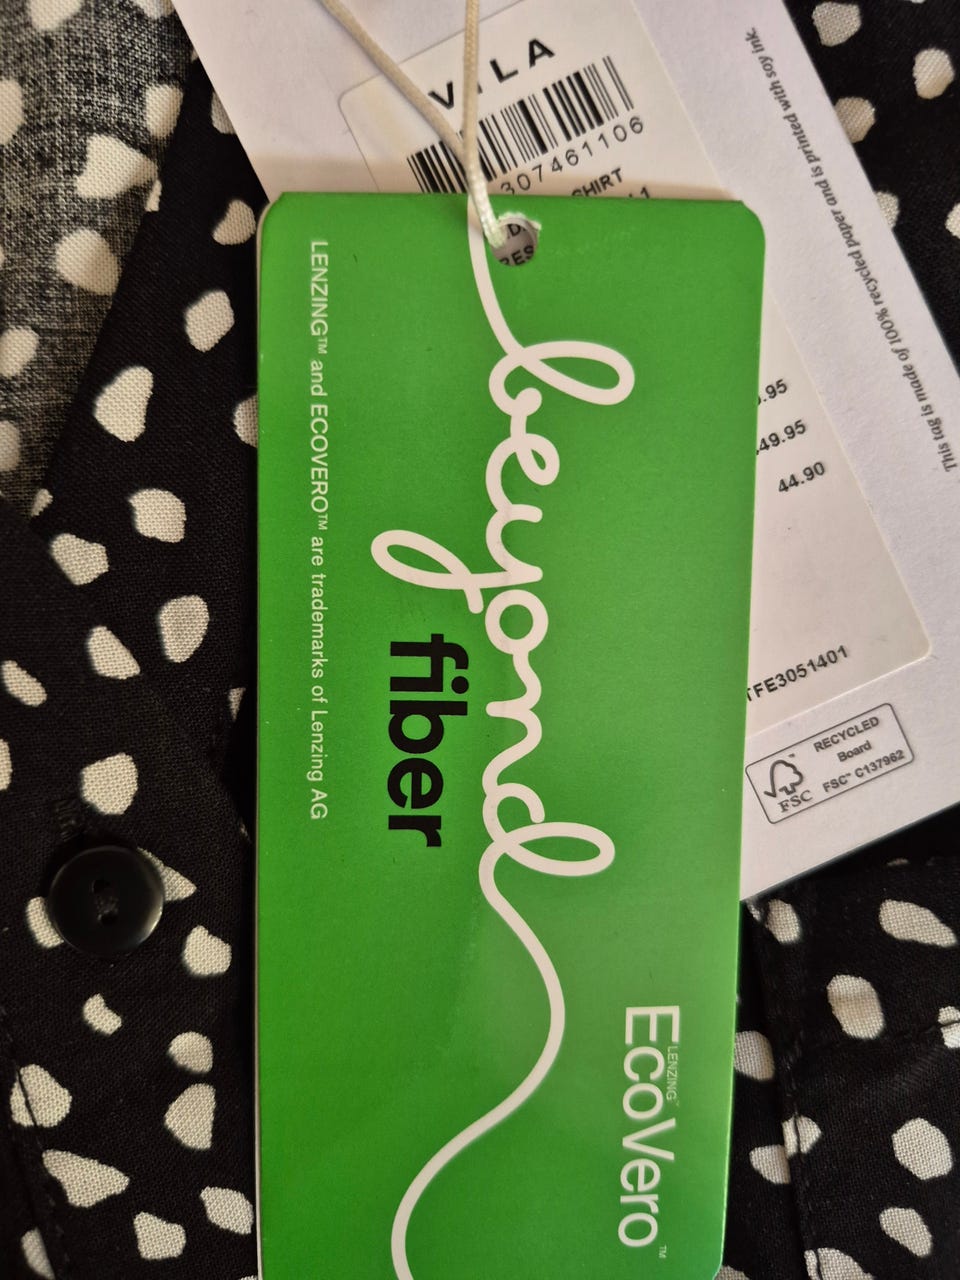 VILA
307461106
SHIRT
This tag is made of 100% recycled paper and is printed with soy ink.
.95
49.95
44.90
TFE3051401
RECYCLED
Board
FSC™ C137962
FSC
beyond
fiber
LENZING™ and ECOVERO™ are trademarks of Lenzing AG
LENZING™
EcoVero™